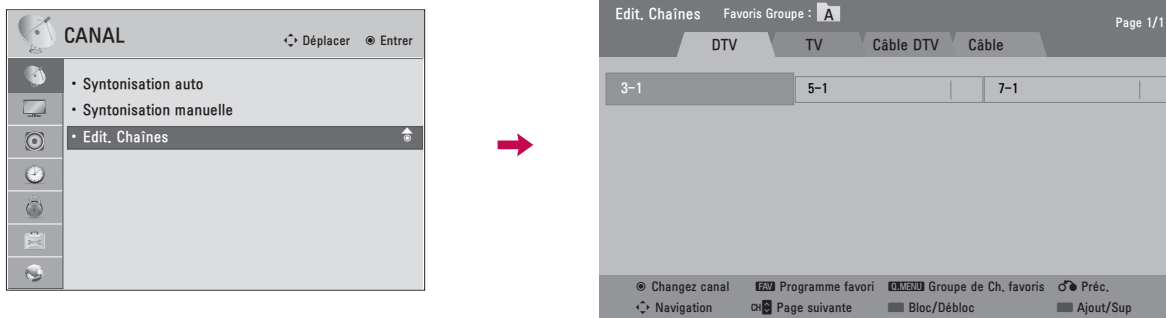 CANAL
Déplacer Entrer
• Syntonisation auto
• Syntonisation manuelle
• Edit. Chaînes
Edit. Chaînes Favoris Groupe : A
Page 1/1
DTV TV Câble DTV Câble
3-1 5-1 7-1
Changez canal FAV Programme favori Q.MENU Groupe de Ch. favoris Préc.
Navigation CH Page suivante Bloc/Débloc Ajout/Sup